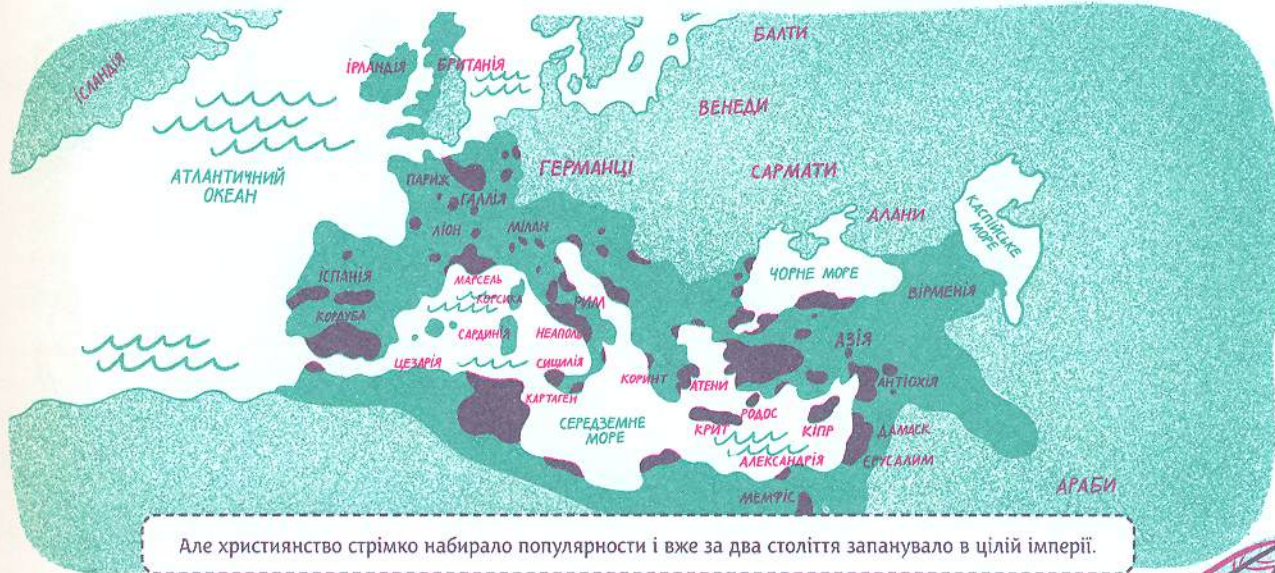 ІСЛАНДІЯ
ІРЛАНДІЯ
БРИТАНІЯ
БАЛТИ
ВЕНЕДИ
АТЛАНТИЧНИЙ
ОКЕАН
ПАРИЖ
ГАЛЛІЯ
ГЕРМАНЦІ
САРМАТИ
АЛАНИ
КАСПІЙСЬКЕ
МОРЕ
ЛІОН
МІЛАН
ЧОРНЕ МОРЕ
ВІРМЕНІЯ
ІСПАНІЯ
КОРДУБА
МАРСЕЛЬ
КОРСИКА
РИМ
САРДИНІЯ
НЕАПОЛЬ
АЗІЯ
ЦЕЗАРІЯ
СИЦИЛІЯ
КОРИНТ
АТЕНИ
АНТІОХІЯ
КАРТАГЕН
СЕРЕДЗЕМНЕ
МОРЕ
РОДОС
КРИТ
КІПР
ДАМАСК
АЛЕКСАНДРІЯ
ЄРУСАЛИМ
МЕМФІС
АРАБИ
Але християнство стрімко набирало популярности і вже за два століття запанувало в цілій імперії.